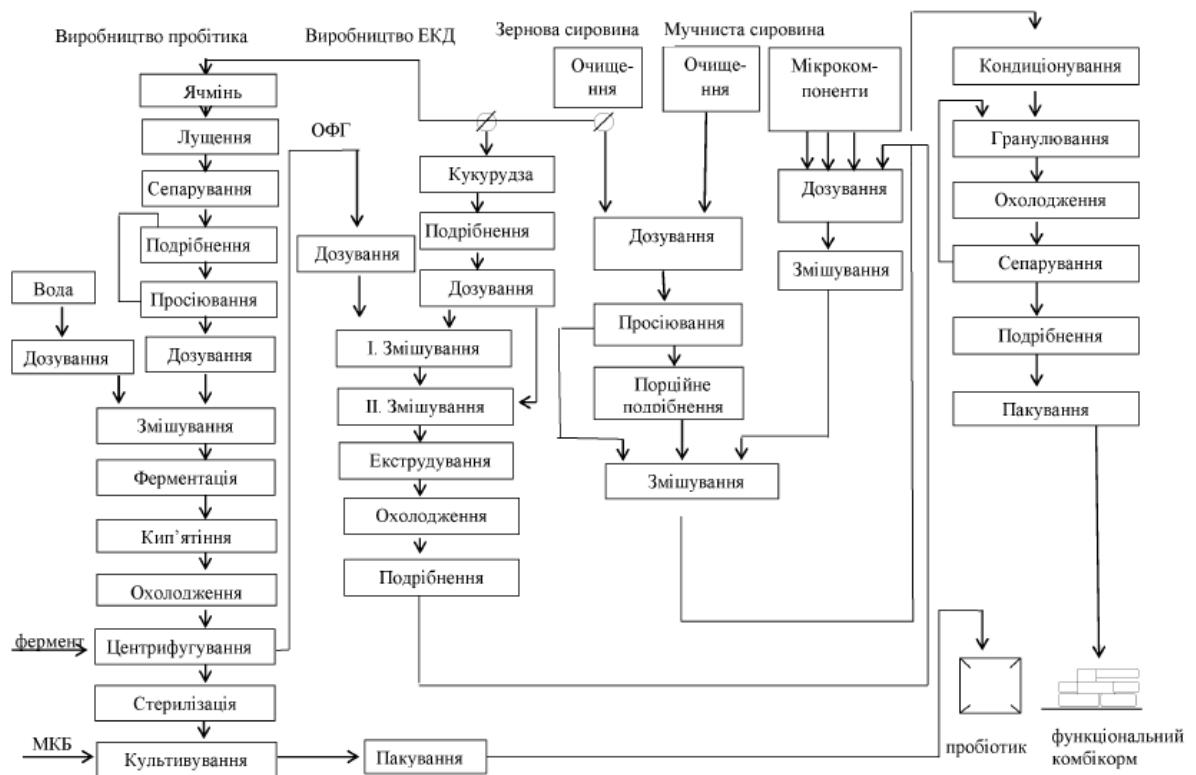 Виробництво пробітика
Ячмінь
Лущення
Сепарування
Подрібнення
Просіювання
Вода
Дозування
Дозування
Змішування
Ферментація
Кип’ятіння
Охолодження
фермент
Центрифугування
Стерилізація
МКБ
Культивування
Пакування
Виробництво ЕКД
ОФГ
Кукурудза
Подрібнення
Дозування
Дозування
І. Змішування
ІІ. Змішування
Екструдування
Охолодження
Подрібнення
Зернова сировина
Очище-
ння
Мучниста сировина
Очище-
ння
Дозування
Просіювання
Порційне
подрібнення
Змішування
Мікроком-
поненти
Дозування
Змішування
Кондиціонування
Гранулювання
Охолодження
Сепарування
Подрібнення
Пакування
пробіотик
функціональний
комбікорм